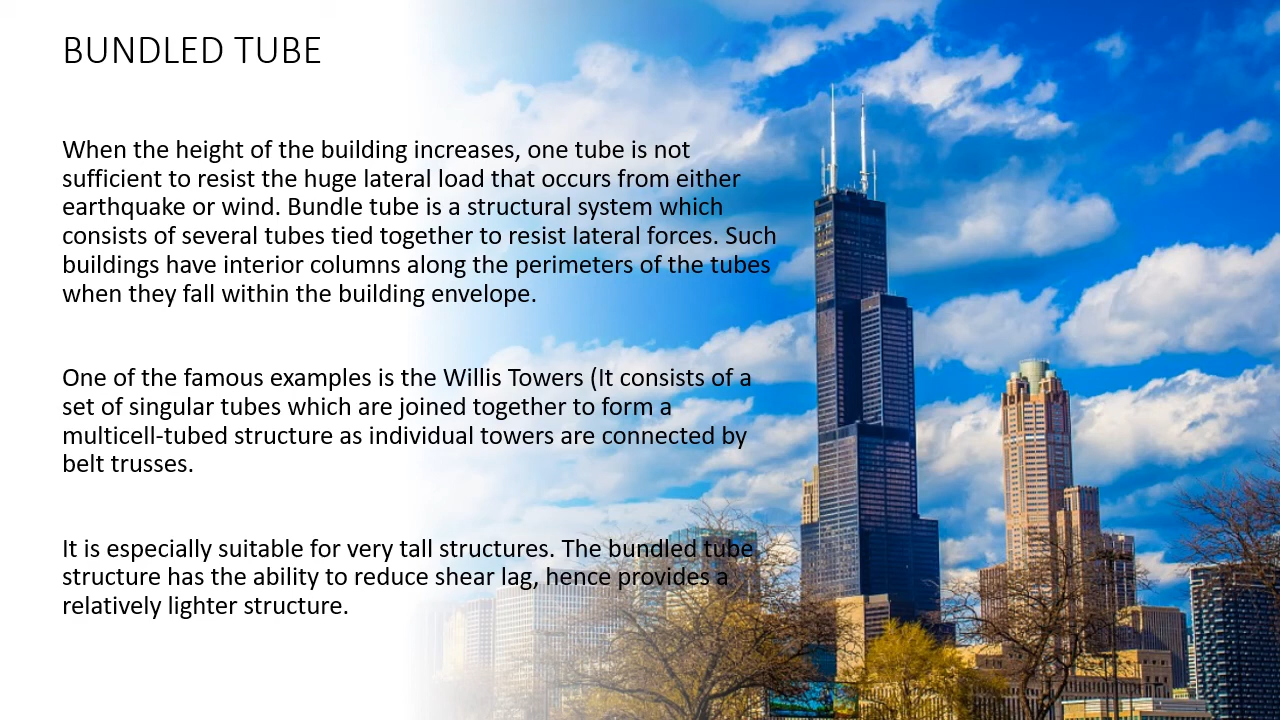 BUNDLED TUBE
When the height of the building increases, one tube is not
sufficient to resist the huge lateral load that occurs from either
earthquake or wind. Bundle tube is a structural system which
consists of several tubes tied together to resist lateral forces. Such
buildings have interior columns along the perimeters of the tubes
when they fall within the building envelope.
One of the famous examples is the Willis Towers (It consists of a
set of singular tubes which are joined together to form a
multicell-tubed structure as individual towers are connected by
belt trusses.
It is especially suitable for very tall structures. The bundled tube
structure has the ability to reduce shear lag, hence provides a
relatively lighter structure.